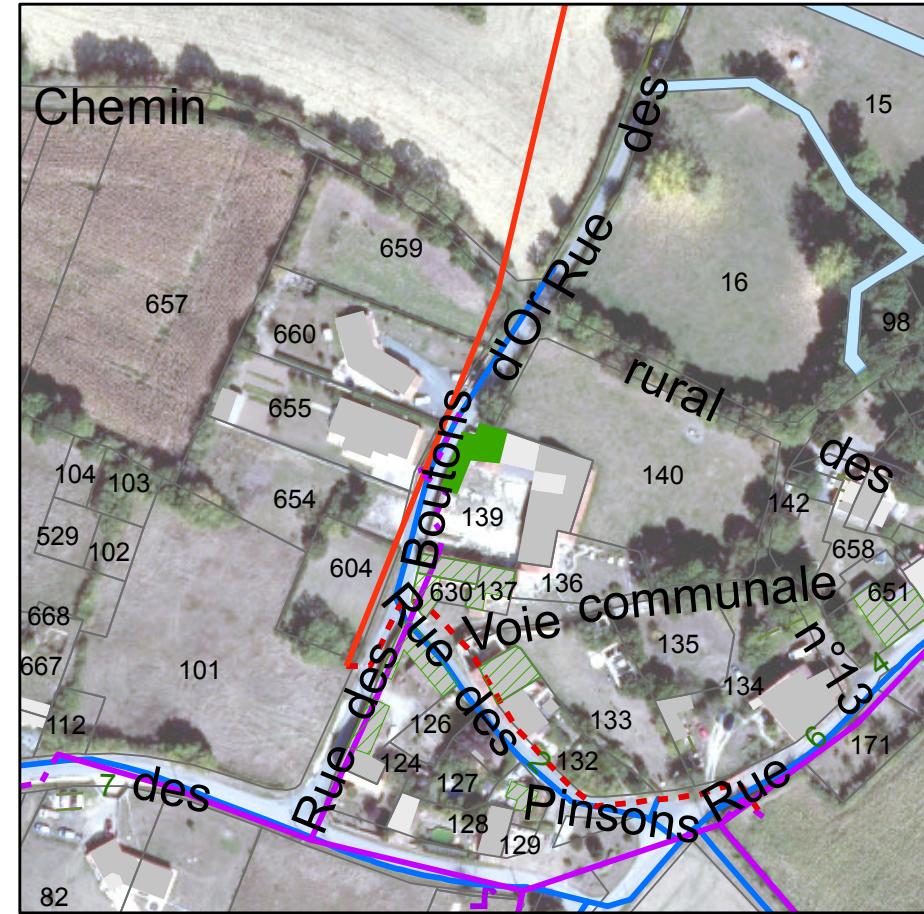 Chemin
des
15
659
16
657
98
Rue
d'Or
660
rural
655
Boutons
des
104
103
140
654
142
529
139
102
658
604
630
137
136
651
Voie communale
n°13
668
Rue
des
135
667
101
des
4
134
126
133
112
Rue
des
6
171
124
132
2
7
des
127
Pinsons
Rue
128
129
82